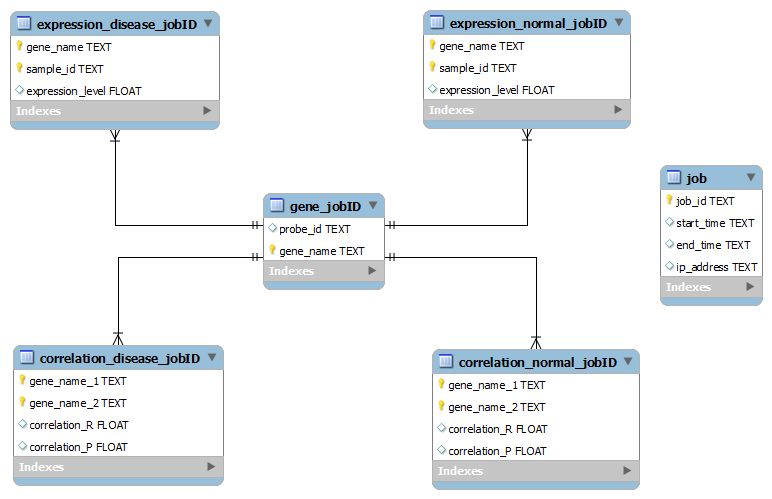 expression_disease_jobID
gene_name TEXT
sample_id TEXT
expression_level FLOAT
Indexes
expression_normal_jobID
gene_name TEXT
sample_id TEXT
expression_level FLOAT
Indexes
gene_jobID
probe_id TEXT
gene_name TEXT
Indexes
job
job_id TEXT
start_time TEXT
end_time TEXT
ip_address TEXT
Indexes
correlation_disease_jobID
gene_name_1 TEXT
gene_name_2 TEXT
correlation_R FLOAT
correlation_P FLOAT
Indexes
correlation_normal_jobID
gene_name_1 TEXT
gene_name_2 TEXT
correlation_R FLOAT
correlation_P FLOAT
Indexes